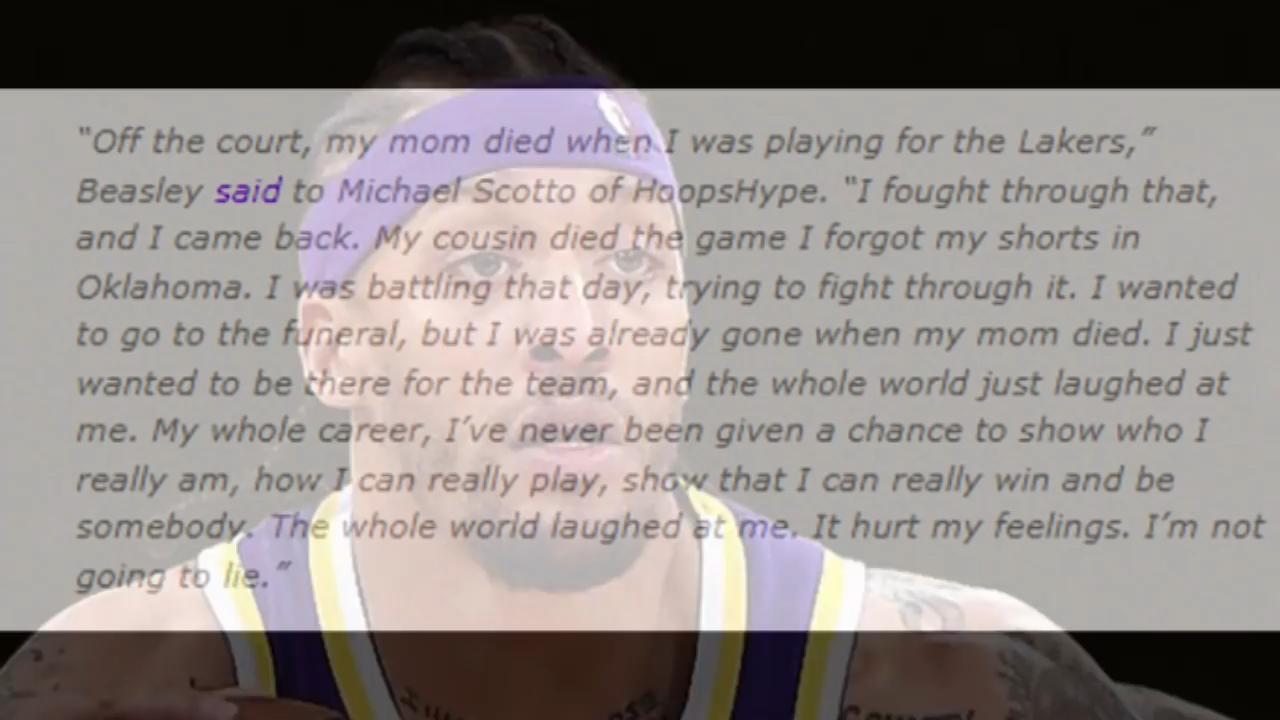 “Off the court, my mom died when I was playing for the Lakers,”
Beasley said to Michael Scotto of HoopsHype. “I fought through that,
and I came back. My cousin died the game I forgot my shorts in
Oklahoma. I was battling that day, trying to fight through it. I wanted
to go to the funeral, but I was already gone when my mom died. I just
wanted to be there for the team, and the whole world just laughed at
me. My whole career, I’ve never been given a chance to show who I
really am, how I can really play, show that I can really win and be
somebody. The whole world laughed at me. It hurt my feelings. I’m not
going to lie.”